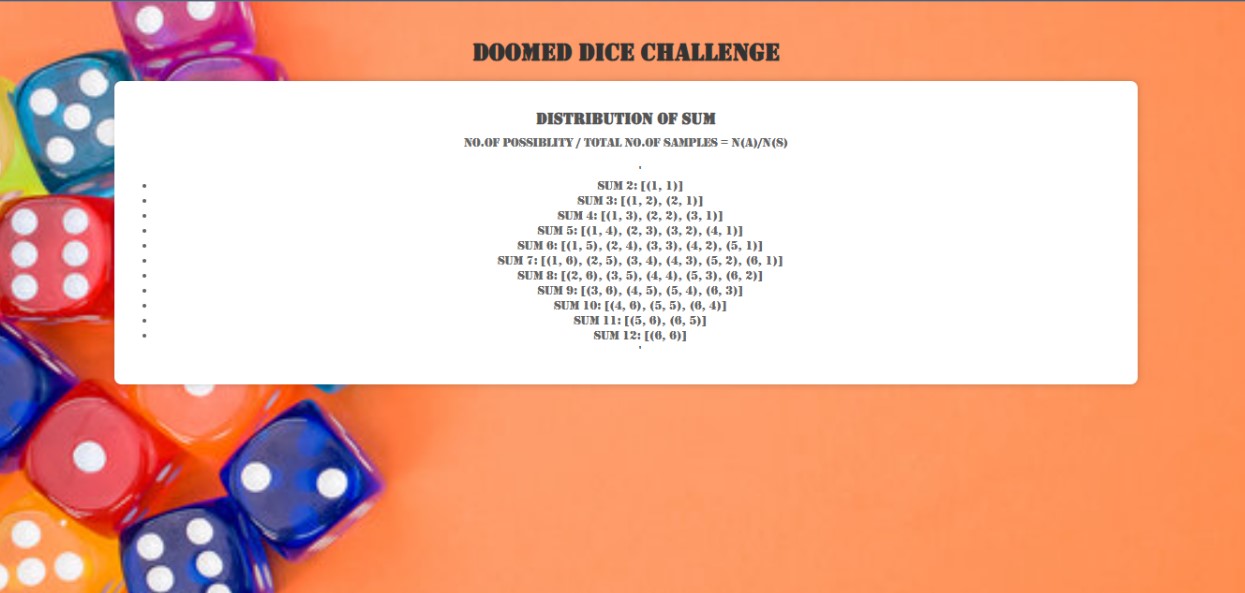 DOOMED DICE CHALLENGE
DISTRIBUTION OF SUM
NO.OF POSSIBLITY / TOTAL NO.OF SAMPLES = N(A)/N(S)
'
• SUM 2: [(1, 1)]
• SUM 3: [(1, 2), (2, 1)]
• SUM 4: [(1, 3), (2, 2), (3, 1)]
• SUM 5: [(1, 4), (2, 3), (3, 2), (4, 1)]
• SUM 6: [(1, 5), (2, 4), (3, 3), (4, 2), (5, 1)]
• SUM 7: [(1, 6), (2, 5), (3, 4), (4, 3), (5, 2), (6, 1)]
• SUM 8: [(2, 6), (3, 5), (4, 4), (5, 3), (6, 2)]
• SUM 9: [(3, 6), (4, 5), (5, 4), (6, 3)]
• SUM 10: [(4, 6), (5, 5), (6, 4)]
• SUM 11: [(5, 6), (6, 5)]
• SUM 12: [(6, 6)]
'